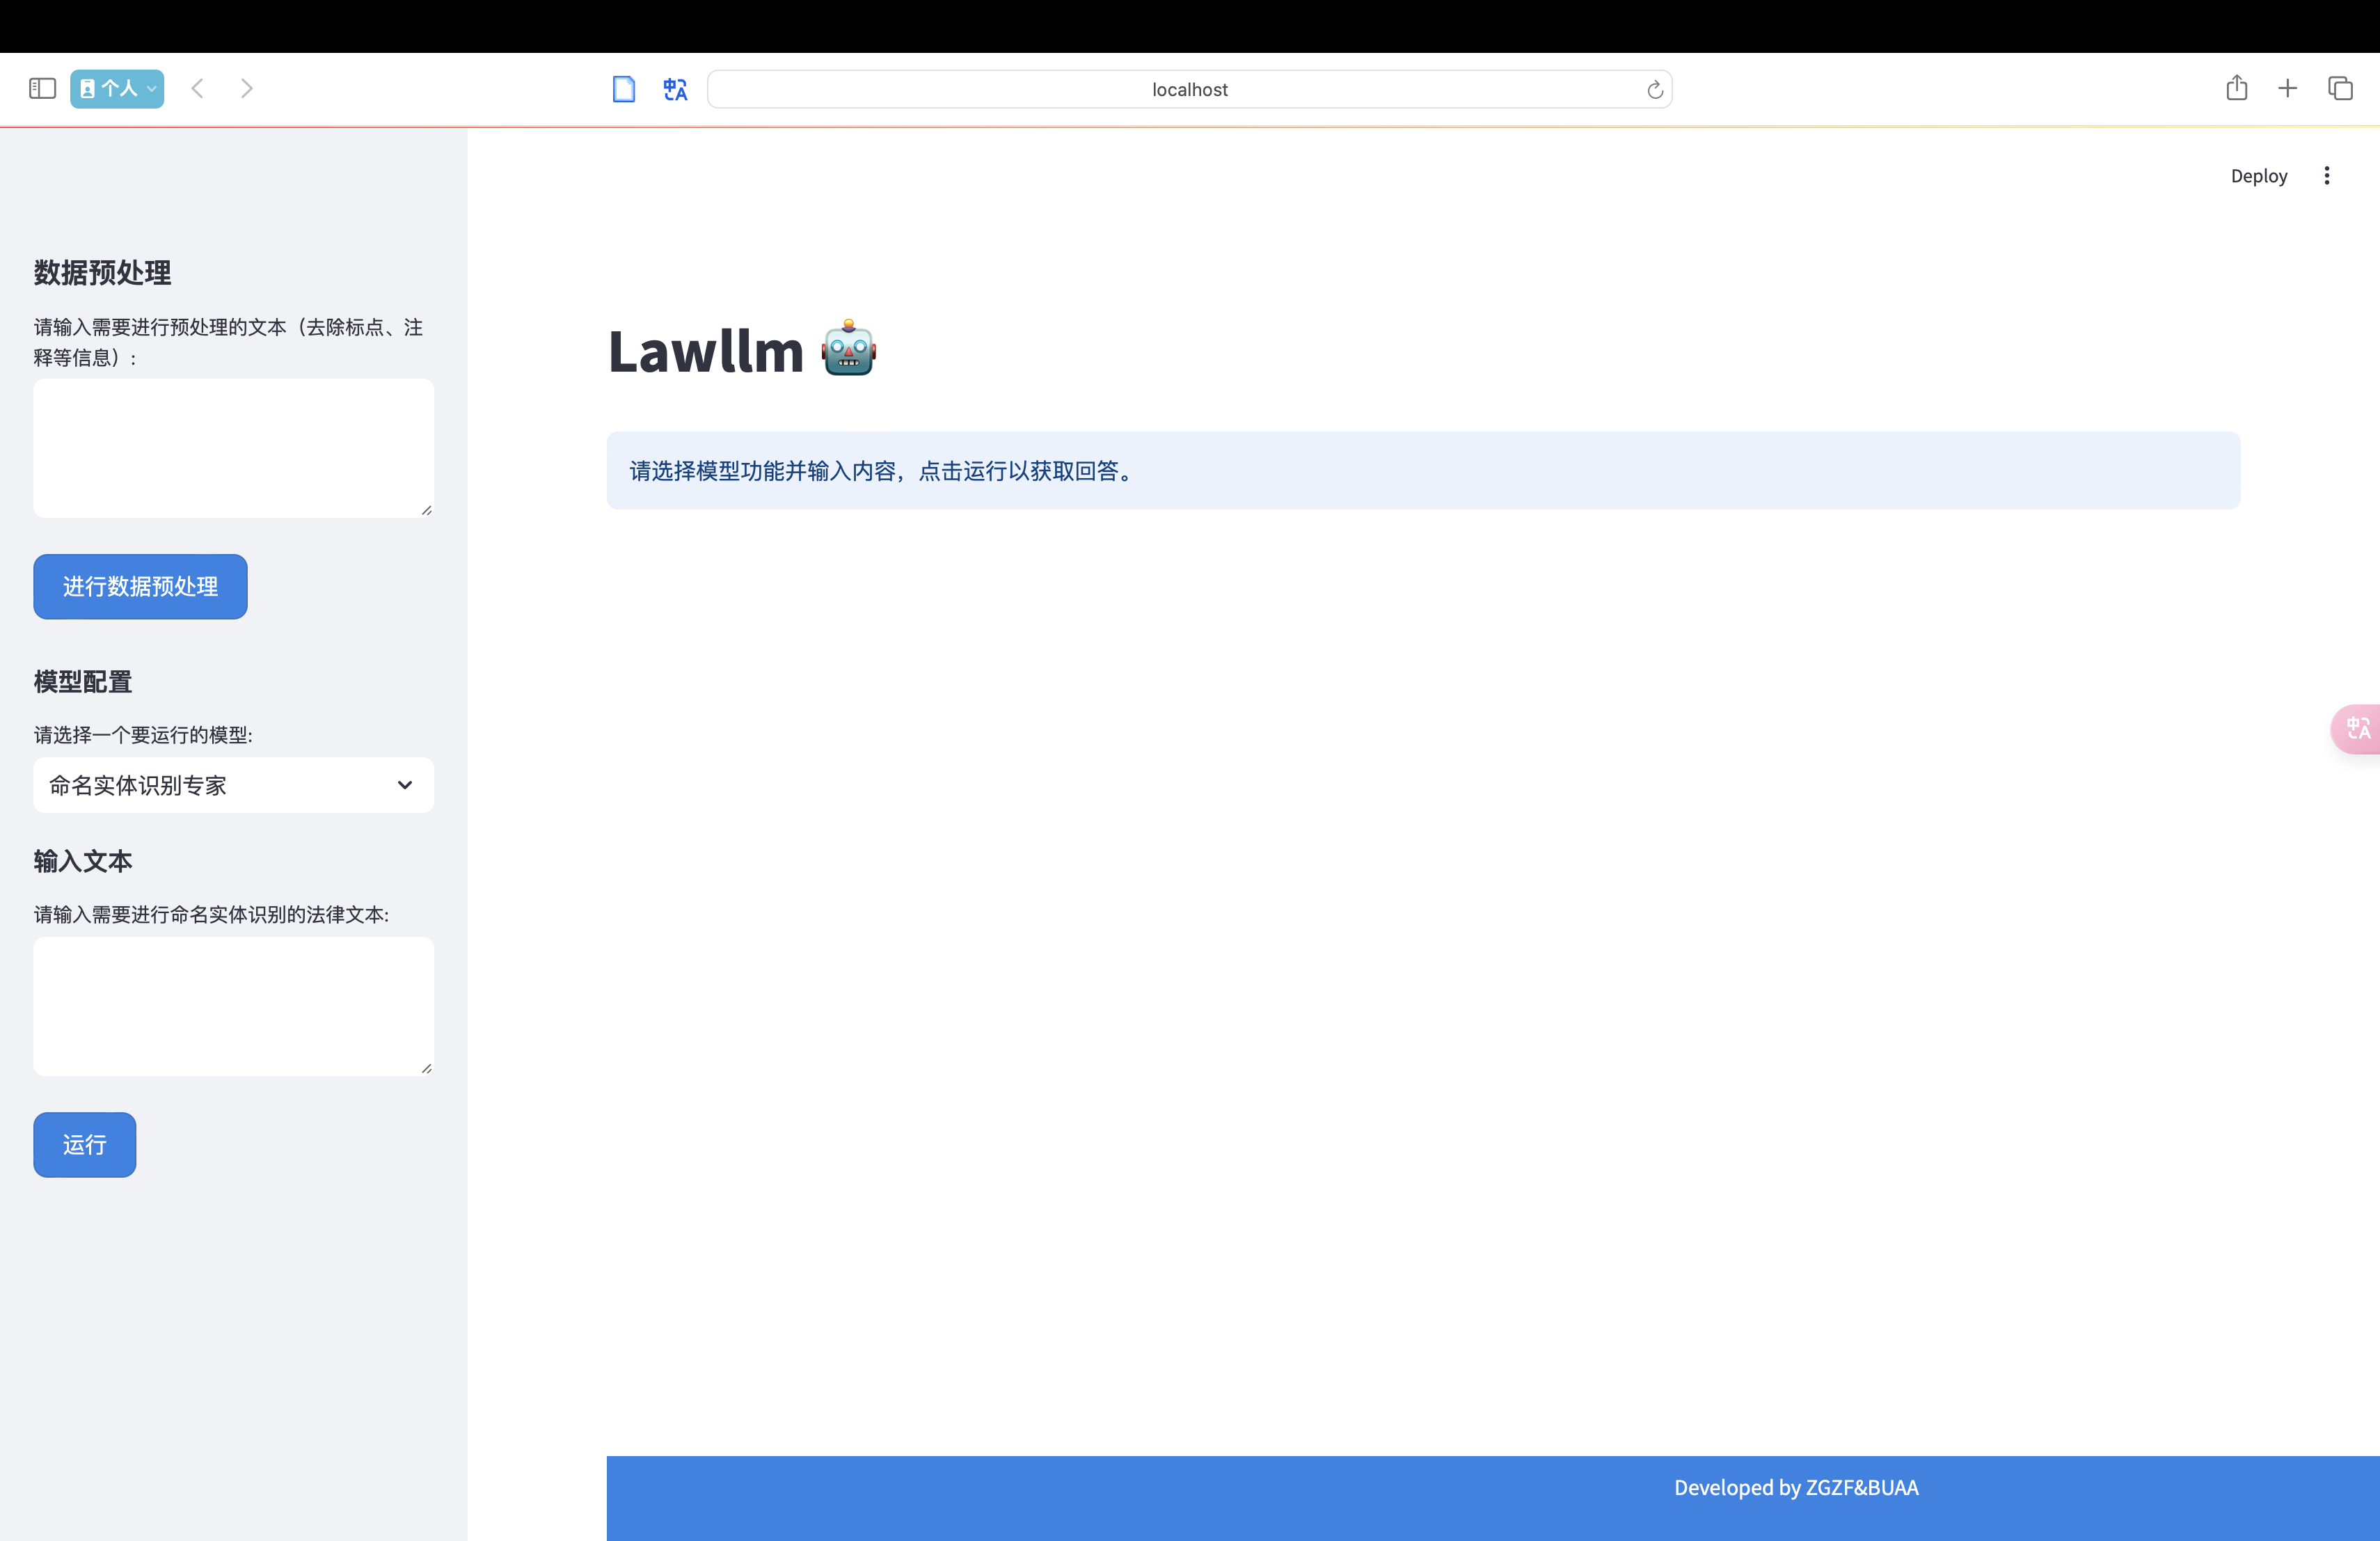 个人
localhost
Deploy
数据预处理
请输入需要进行预处理的文本（去除标点、注
释等信息）:
进行数据预处理
模型配置
请选择一个要运行的模型:
命名实体识别专家
输入文本
请输入需要进行命名实体识别的法律文本:
运行
Lawllm 🤖
请选择模型功能并输入内容，点击运行以获取回答。
中A
Developed by ZGZF&BUAA